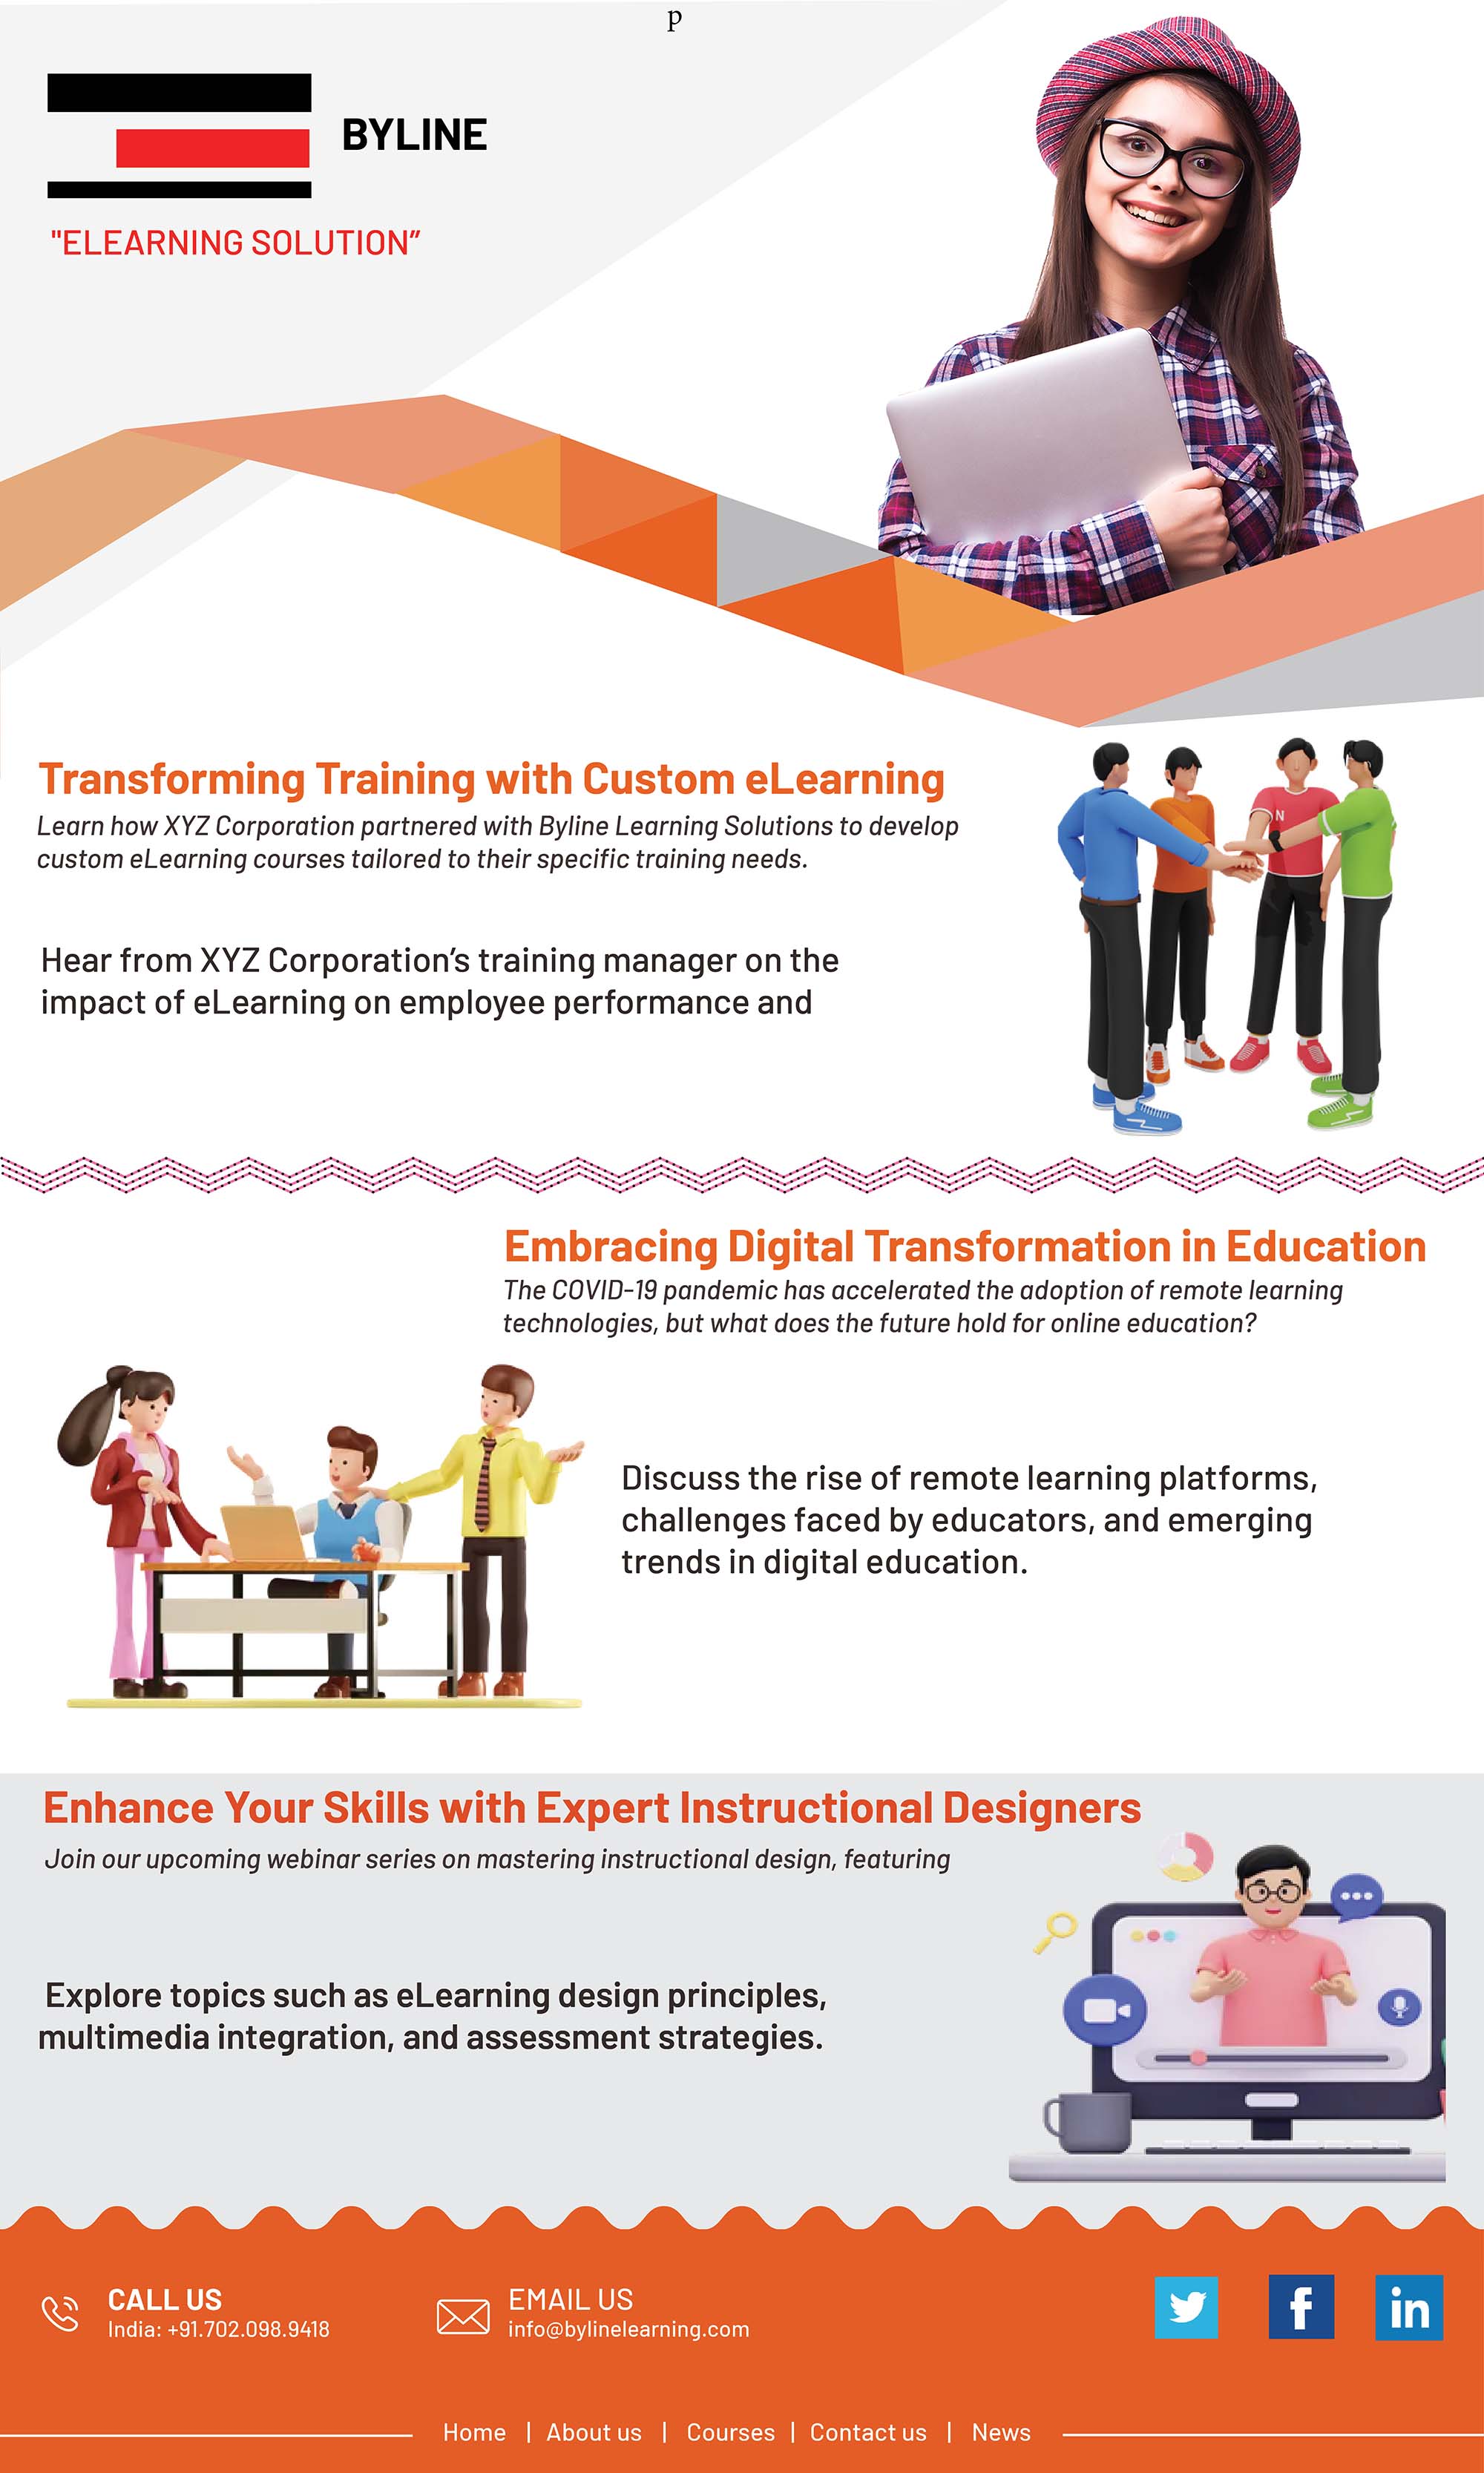 p
BYLINE
"ELEARNING SOLUTION”
Transforming Training with Custom eLearning
Learn how XYZ Corporation partnered with Byline Learning Solutions to develop
custom eLearning courses tailored to their specific training needs.
Hear from XYZ Corporation’s training manager on the
impact of eLearning on employee performance and
N
Embracing Digital Transformation in Education
The COVID-19 pandemic has accelerated the adoption of remote learning
technologies, but what does the future hold for online education?
Discuss the rise of remote learning platforms,
challenges faced by educators, and emerging
trends in digital education.
Enhance Your Skills with Expert Instructional Designers
Join our upcoming webinar series on mastering instructional design, featuring
Explore topics such as eLearning design principles,
multimedia integration, and assessment strategies.
CALL US
India: +91.702.098.9418
EMAIL US
info@bylinelearning.com
f
in
Home | About us | Courses | Contact us | News